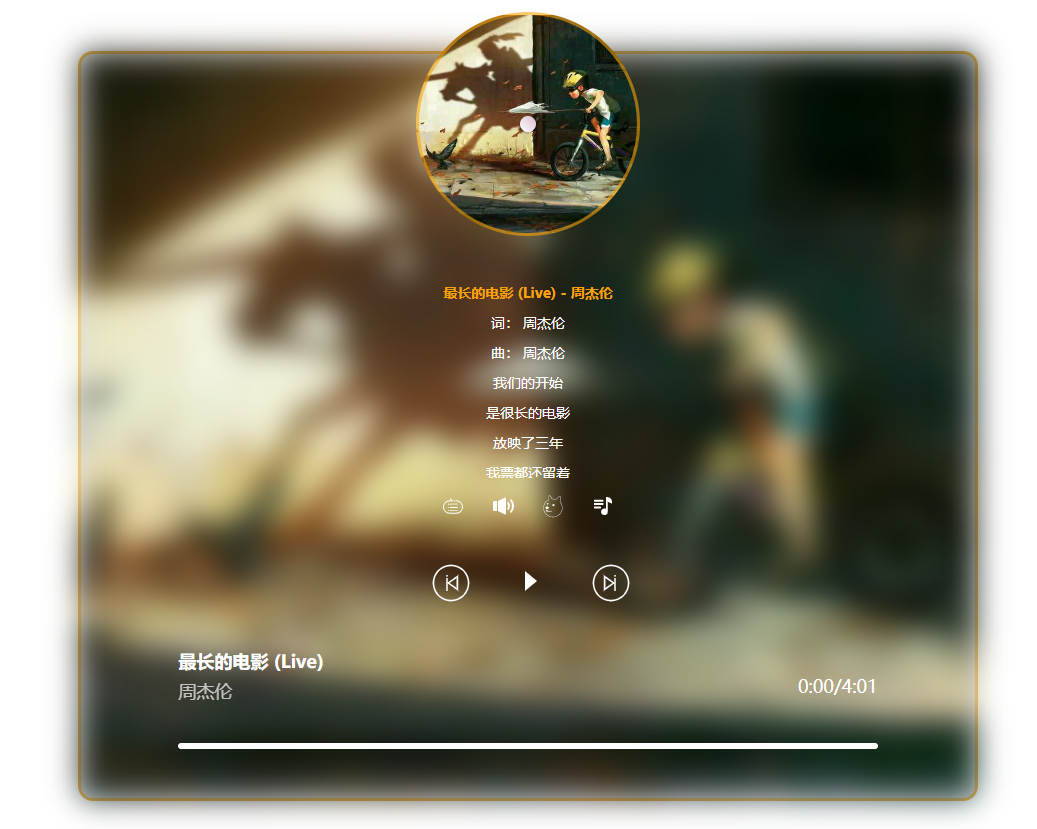 最长的电影 (Live) - 周杰伦
词： 周杰伦
曲： 周杰伦
我们的开始
是很长的电影
放映了三年
我票都还留着
最长的电影 (Live)
周杰伦
0:00/4:01